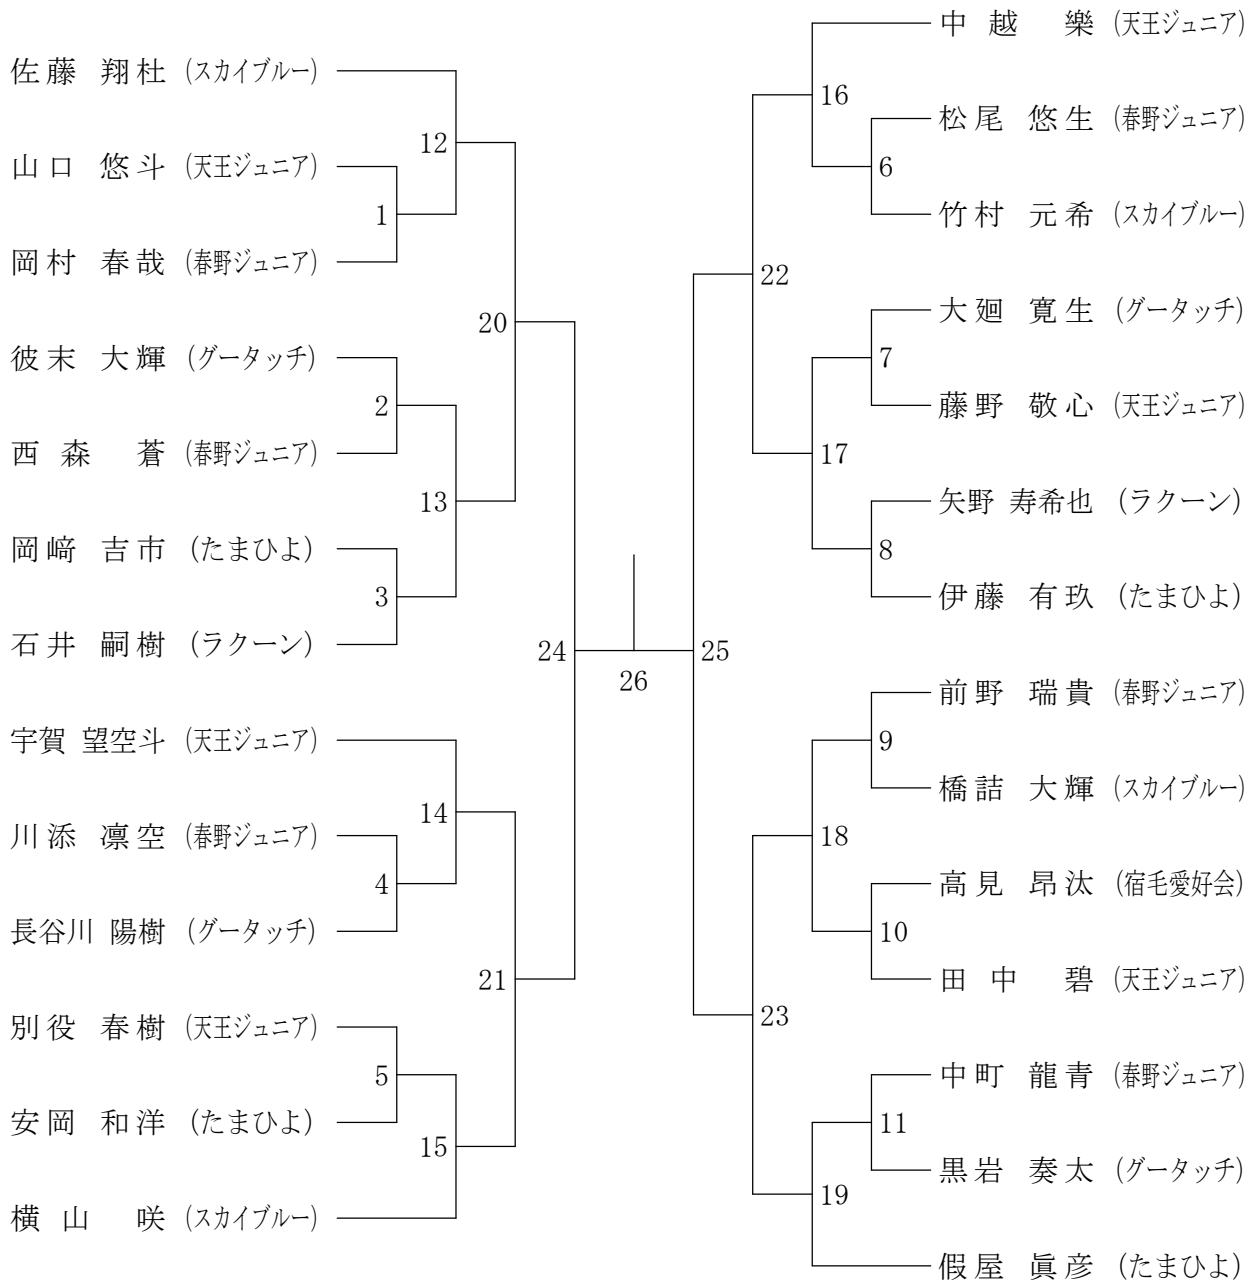 佐藤 翔杜 (スカイブルー)
山口 悠斗 (天王ジュニア)
岡村 春哉 (春野ジュニア)
彼末 大輝 (グータッチ)
西森 蒼 (春野ジュニア)
岡﨑 吉市 (たまひよ)
石井 嗣樹 (ラクーン)
宇賀 望空斗 (天王ジュニア)
川添 凛空 (春野ジュニア)
長谷川 陽樹 (グータッチ)
別役 春樹 (天王ジュニア)
安岡 和洋 (たまひよ)
横山 咲 (スカイブルー)
1
2
3
4
5
12
13
14
15
20
21
24
26
25
22
23
16
17
18
19
6
7
8
9
10
11
中越 樂 (天王ジュニア)
松尾 悠生 (春野ジュニア)
竹村 元希 (スカイブルー)
大廻 寛生 (グータッチ)
藤野 敬心 (天王ジュニア)
矢野 寿希也 (ラクーン)
伊藤 有玖 (たまひよ)
前野 瑞貴 (春野ジュニア)
橋詰 大輝 (スカイブルー)
高見 昂汰 (宿毛愛好会)
田中 碧 (天王ジュニア)
中町 龍青 (春野ジュニア)
黒岩 奏太 (グータッチ)
假屋 眞彦 (たまひよ)